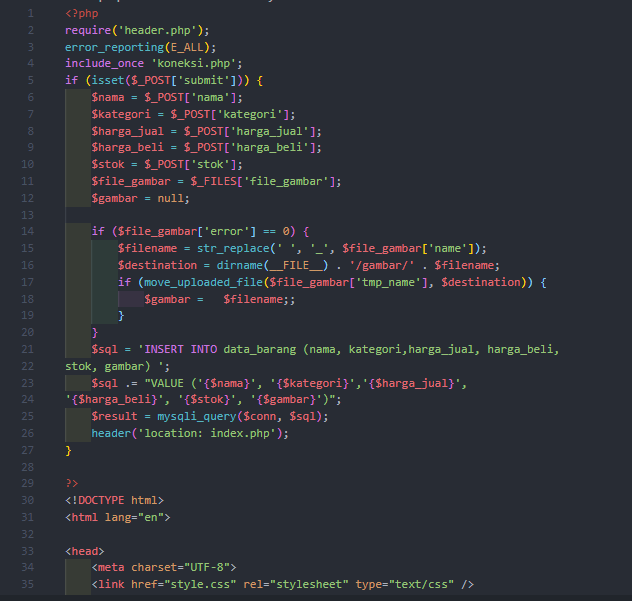 1 <?php
2 require('header.php');
3 error_reporting(E_ALL);
4 include_once 'koneksi.php';
5 if (isset($_POST['submit'])) {
6     $nama = $_POST['nama'];
7     $kategori = $_POST['kategori'];
8     $harga_jual = $_POST['harga_jual'];
9     $harga_beli = $_POST['harga_beli'];
10     $stok = $_POST['stok'];
11     $file_gambar = $_FILES['file_gambar'];
12     $gambar = null;
13
14     if ($file_gambar['error'] == 0) {
15         $filename = str_replace(' ', '_', $file_gambar['name']);
16         $destination = dirname(__FILE__) . '/gambar/' . $filename;
17         if (move_uploaded_file($file_gambar['tmp_name'], $destination)) {
18             $gambar =   $filename;;
19         }
20     }
21     $sql = 'INSERT INTO data_barang (nama, kategori,harga_jual, harga_beli,
22 stok, gambar) ';
23     $sql .= "VALUE ('{$nama}', '{$kategori}','{$harga_jual}',
24 '{$harga_beli}', '{$stok}', '{$gambar}')";
25     $result = mysqli_query($conn, $sql);
26     header('location: index.php');
27 }
28
29 ?>
30 <!DOCTYPE html>
31 <html lang="en">
32
33 <head>
34     <meta charset="UTF-8">
35     <link href="style.css" rel="stylesheet" type="text/css" />